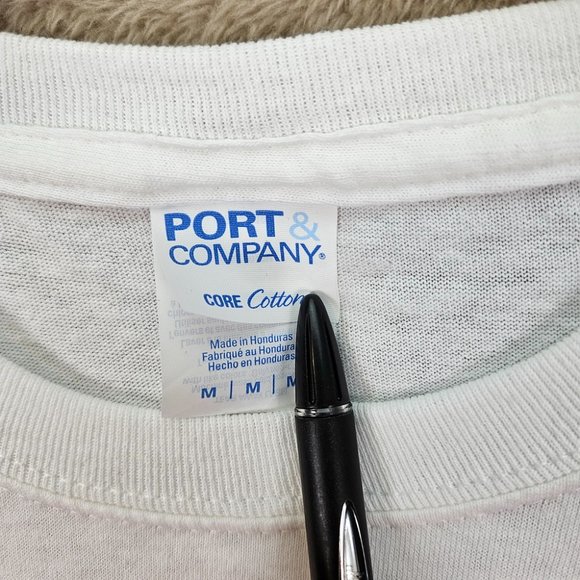 PORT &
COMPANY®
CORE Cotton
Made in Honduras
Fabriqué au Honduras
Hecho en Honduras
M | M | M